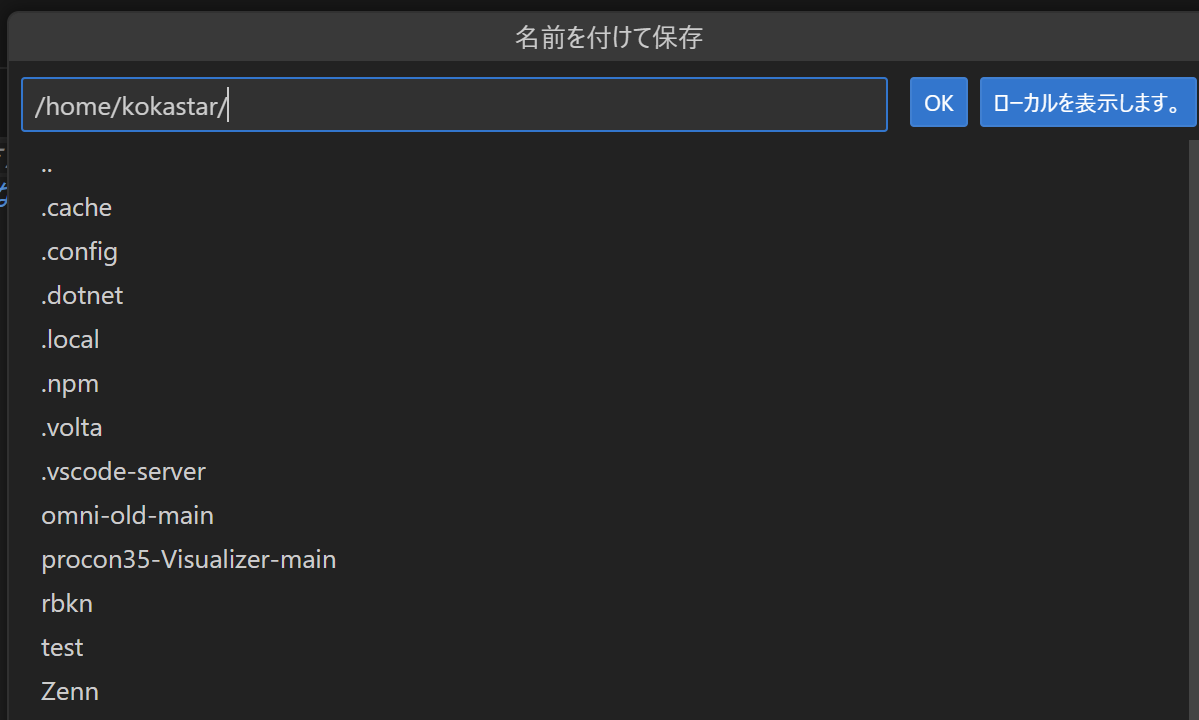 名前を付けて保存
/home/kokastar/
OK
ローカルを表示します。
..
.cache
.config
.dotnet
.local
.npm
.volta
.vscode-server
omni-old-main
procon35-Visualizer-main
rbkn
test
Zenn